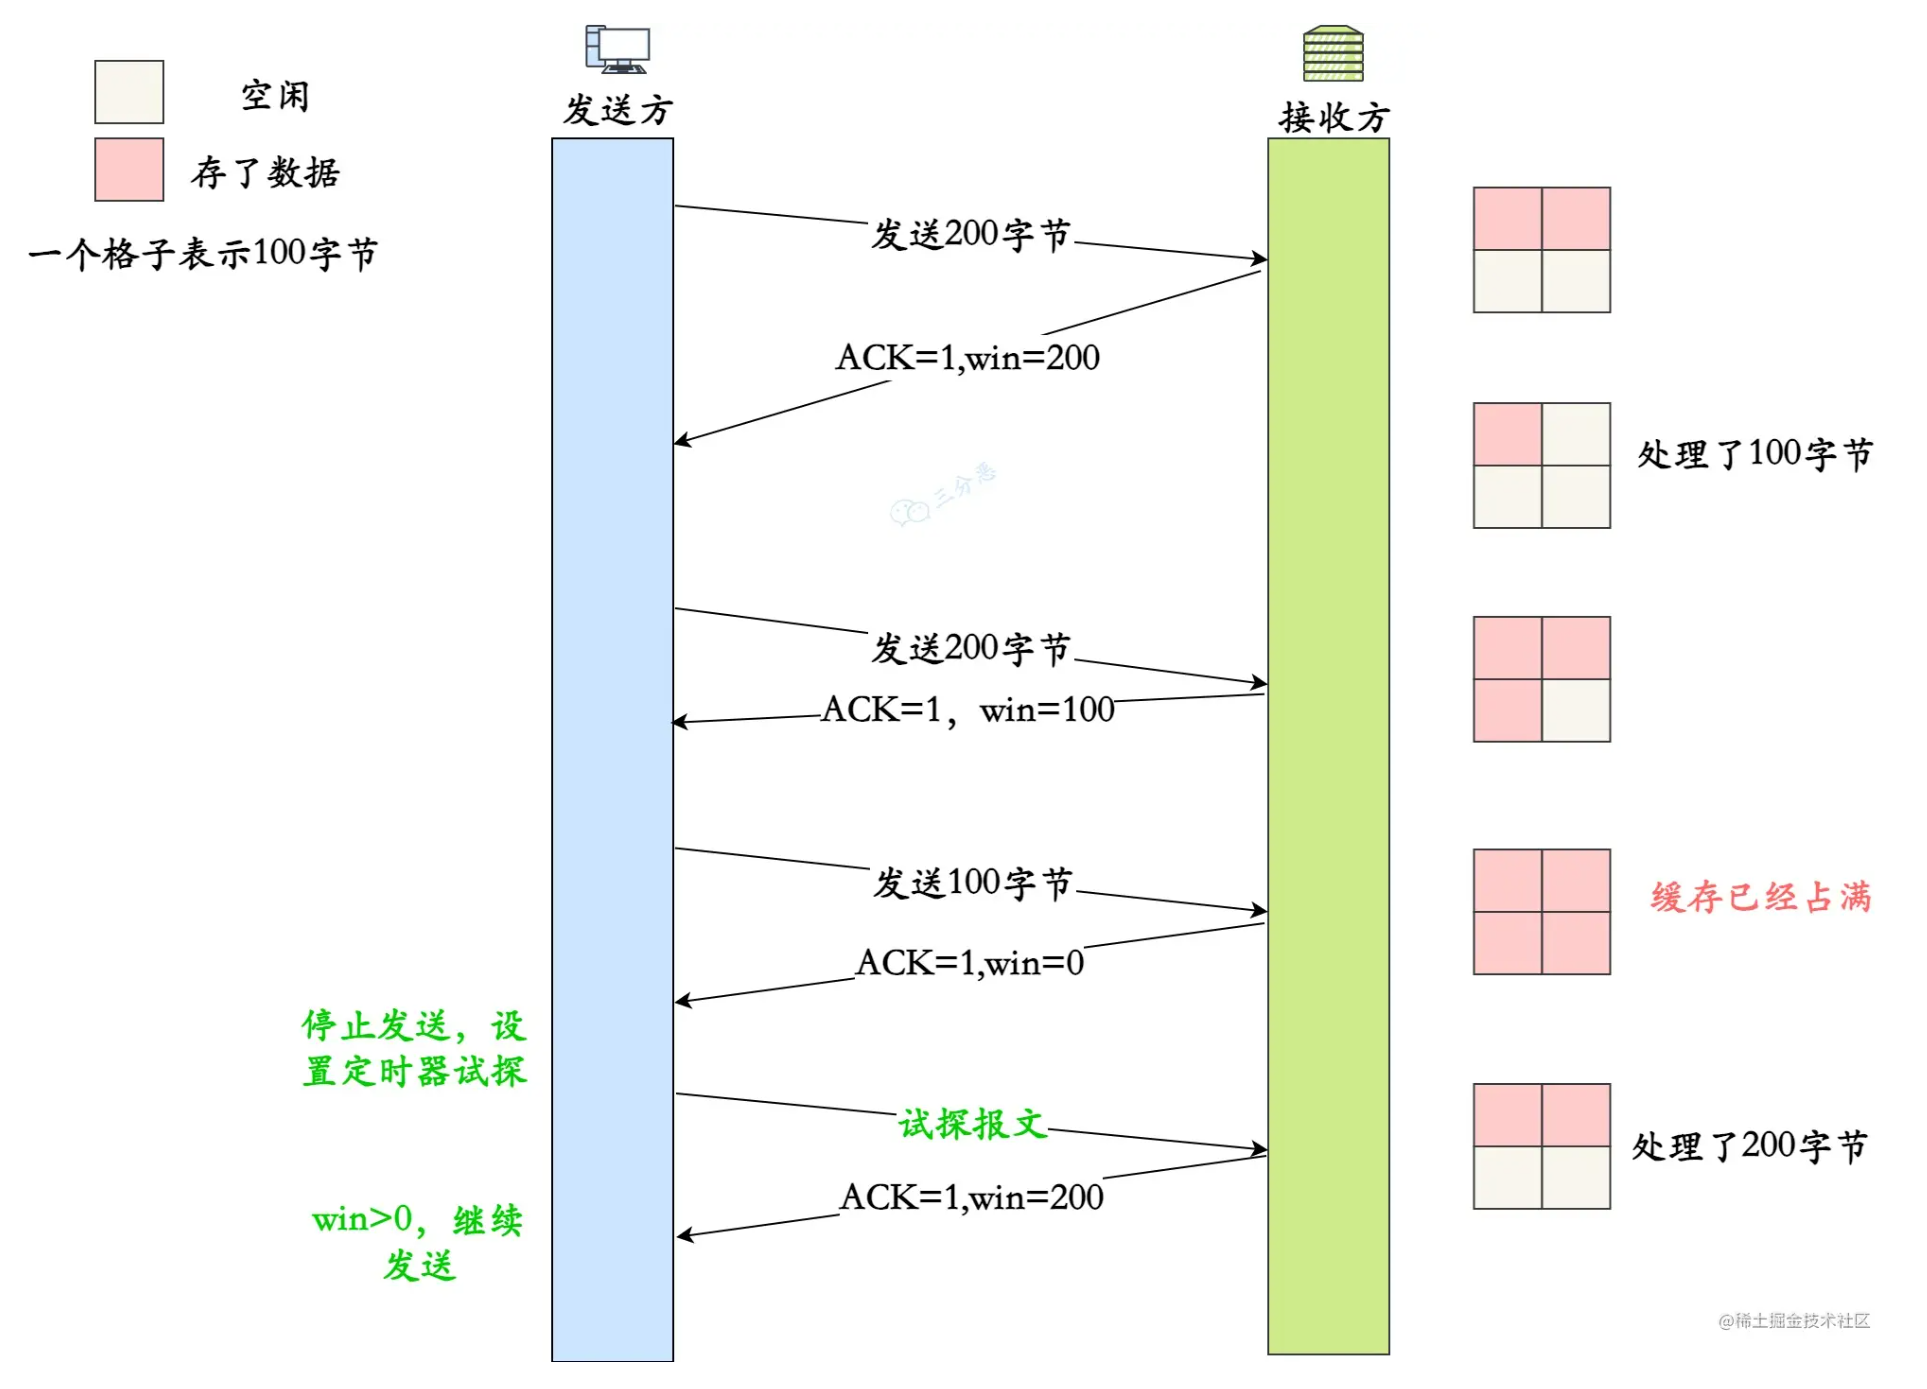 发送方
接收方
空闲
存了数据
一个格子表示100字节
发送200字节
ACK=1,win=200
处理了100字节
三分恶
发送200字节
ACK=1，win=100
发送100字节
缓存已经占满
ACK=1,win=0
停止发送，设
置定时器试探
试探报文
处理了200字节
ACK=1,win=200
win>0，继续
发送
@稀土掘金技术社区